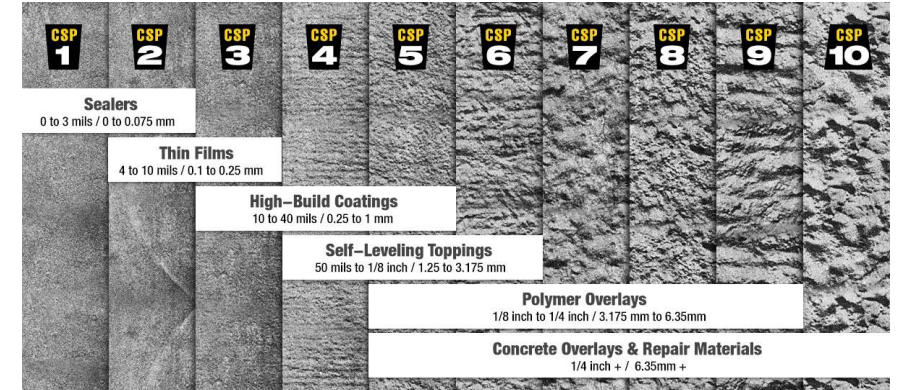 CSP 1 CSP 2 CSP 3 CSP 4 CSP 5 CSP 6 CSP 7 CSP 8 CSP 9 CSP 10
Sealers
0 to 3 mils / 0 to 0.075 mm
Thin Films
4 to 10 mils / 0.1 to 0.25 mm
High-Build Coatings
10 to 40 mils / 0.25 to 1 mm
Self-Leveling Toppings
50 mils to 1/8 inch / 1.25 to 3.175 mm
Polymer Overlays
1/8 inch to 1/4 inch / 3.175 mm to 6.35mm
Concrete Overlays & Repair Materials
1/4 inch + / 6.35mm +